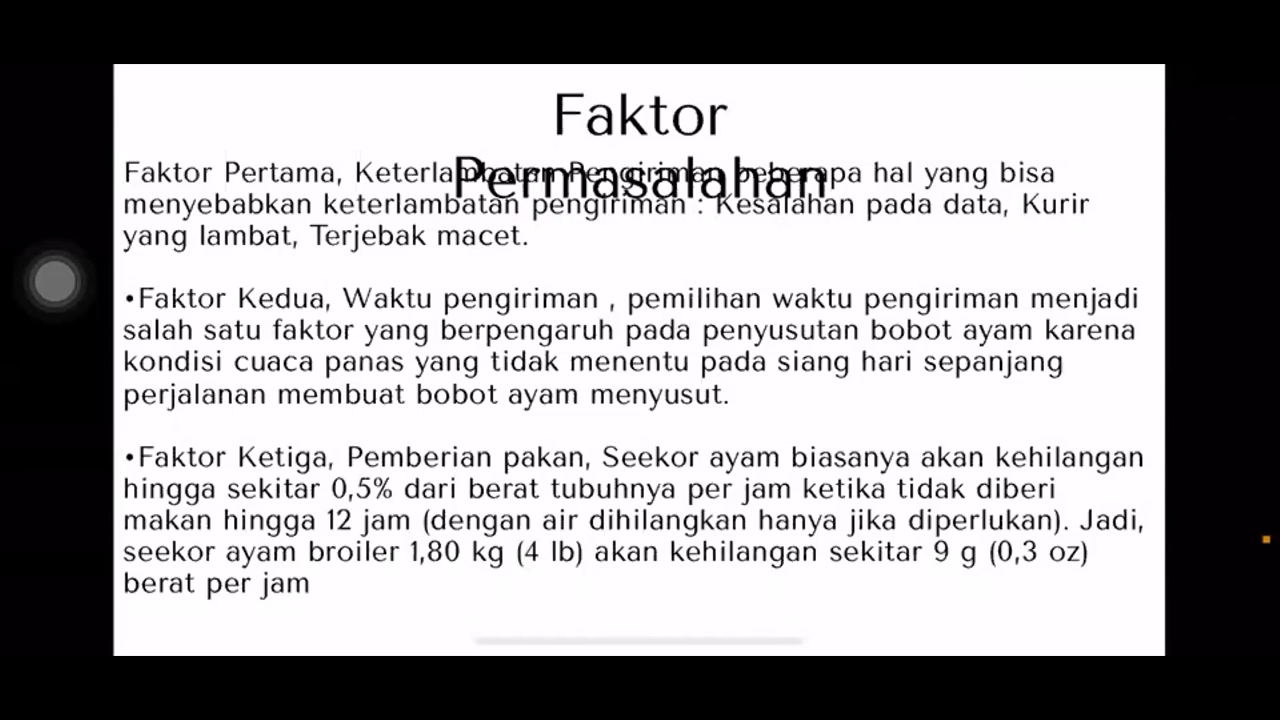 Faktor
Permasalahan
Faktor Pertama, Keterlambatan Pengiriman beberapa hal yang bisa
menyebabkan keterlambatan pengiriman : Kesalahan pada data, Kurir
yang lambat, Terjebak macet.
•Faktor Kedua, Waktu pengiriman , pemilihan waktu pengiriman menjadi
salah satu faktor yang berpengaruh pada penyusutan bobot ayam karena
kondisi cuaca panas yang tidak menentu pada siang hari sepanjang
perjalanan membuat bobot ayam menyusut.
•Faktor Ketiga, Pemberian pakan, Seekor ayam biasanya akan kehilangan
hingga sekitar 0,5% dari berat tubuhnya per jam ketika tidak diberi
makan hingga 12 jam (dengan air dihilangkan hanya jika diperlukan). Jadi,
seekor ayam broiler 1,80 kg (4 lb) akan kehilangan sekitar 9 g (0,3 oz)
berat per jam